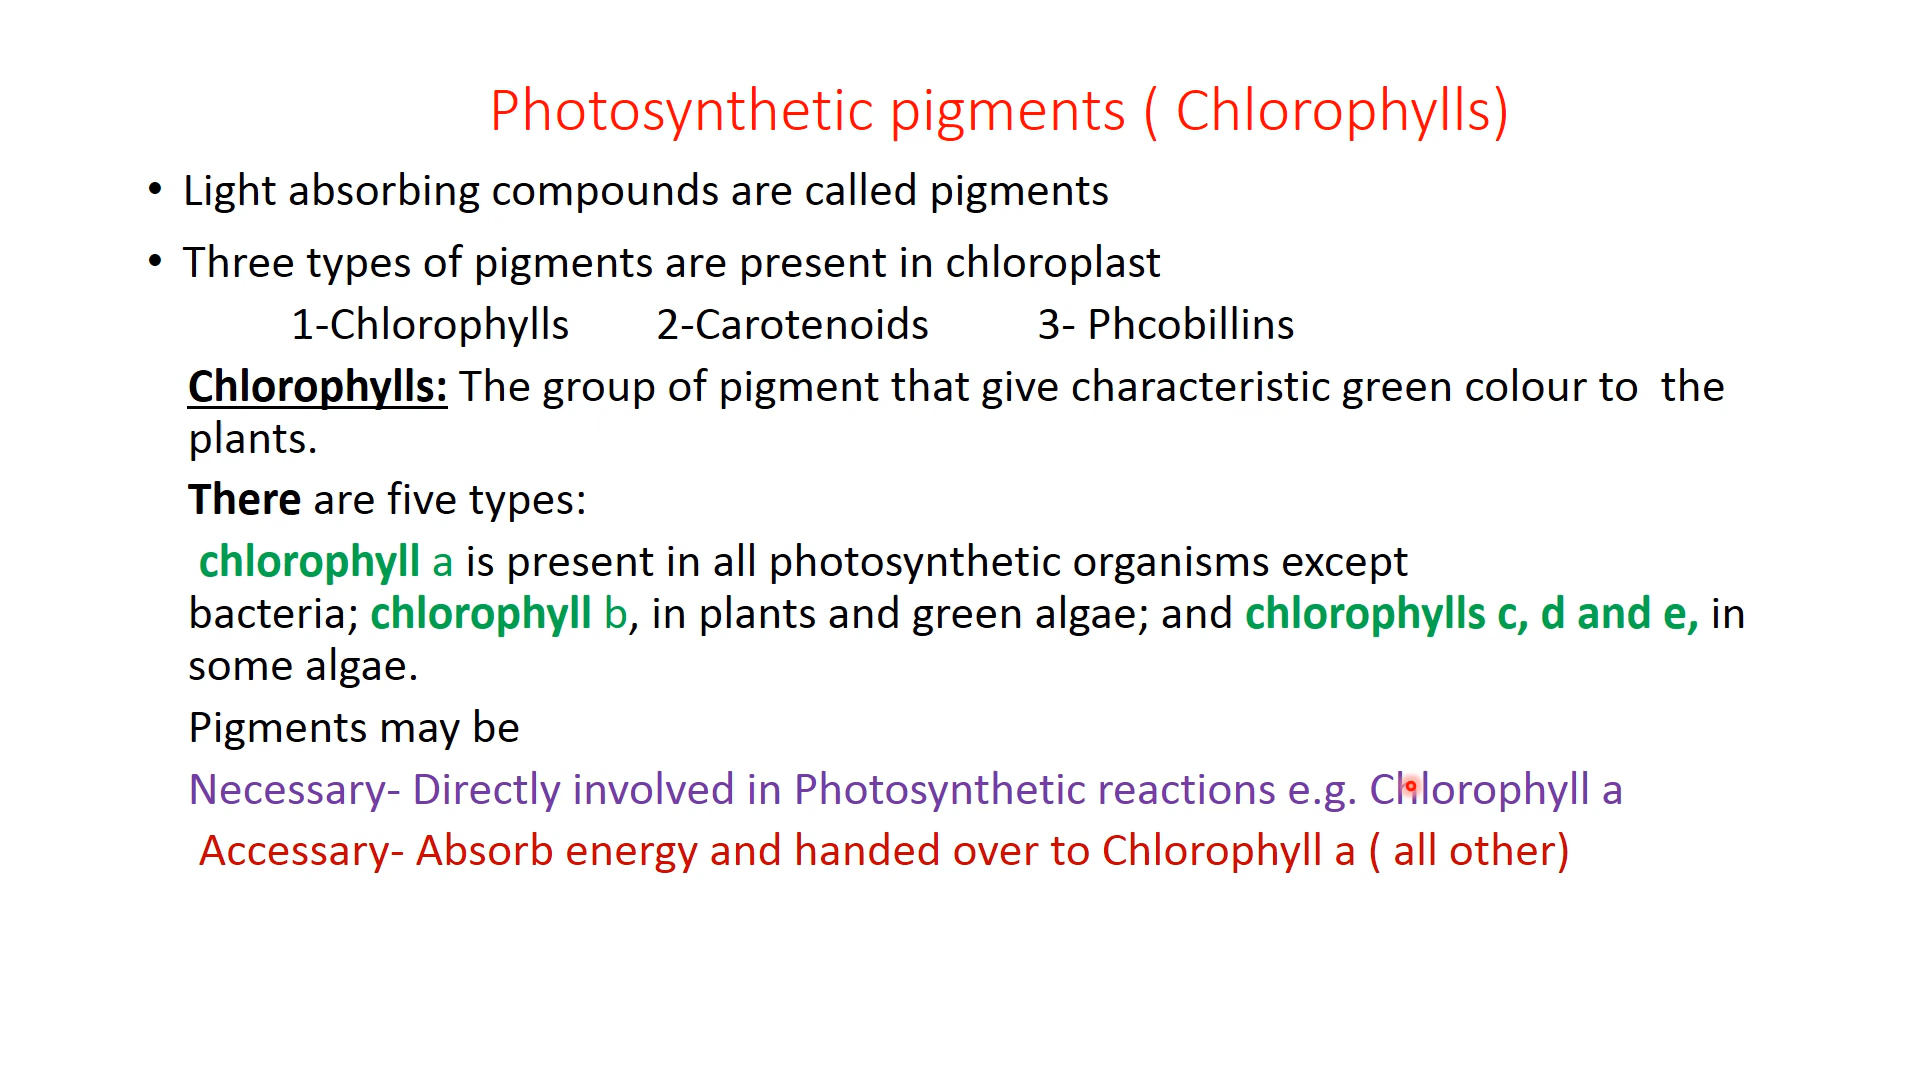 Photosynthetic pigments ( Chlorophylls)
• Light absorbing compounds are called pigments
• Three types of pigments are present in chloroplast
1-Chlorophylls 2-Carotenoids 3- Phcobillins
Chlorophylls: The group of pigment that give characteristic green colour to the
plants.
There are five types:
chlorophyll a is present in all photosynthetic organisms except
bacteria; chlorophyll b, in plants and green algae; and chlorophylls c, d and e, in
some algae.
Pigments may be
Necessary- Directly involved in Photosynthetic reactions e.g. Chlorophyll a
Accessary- Absorb energy and handed over to Chlorophyll a ( all other)